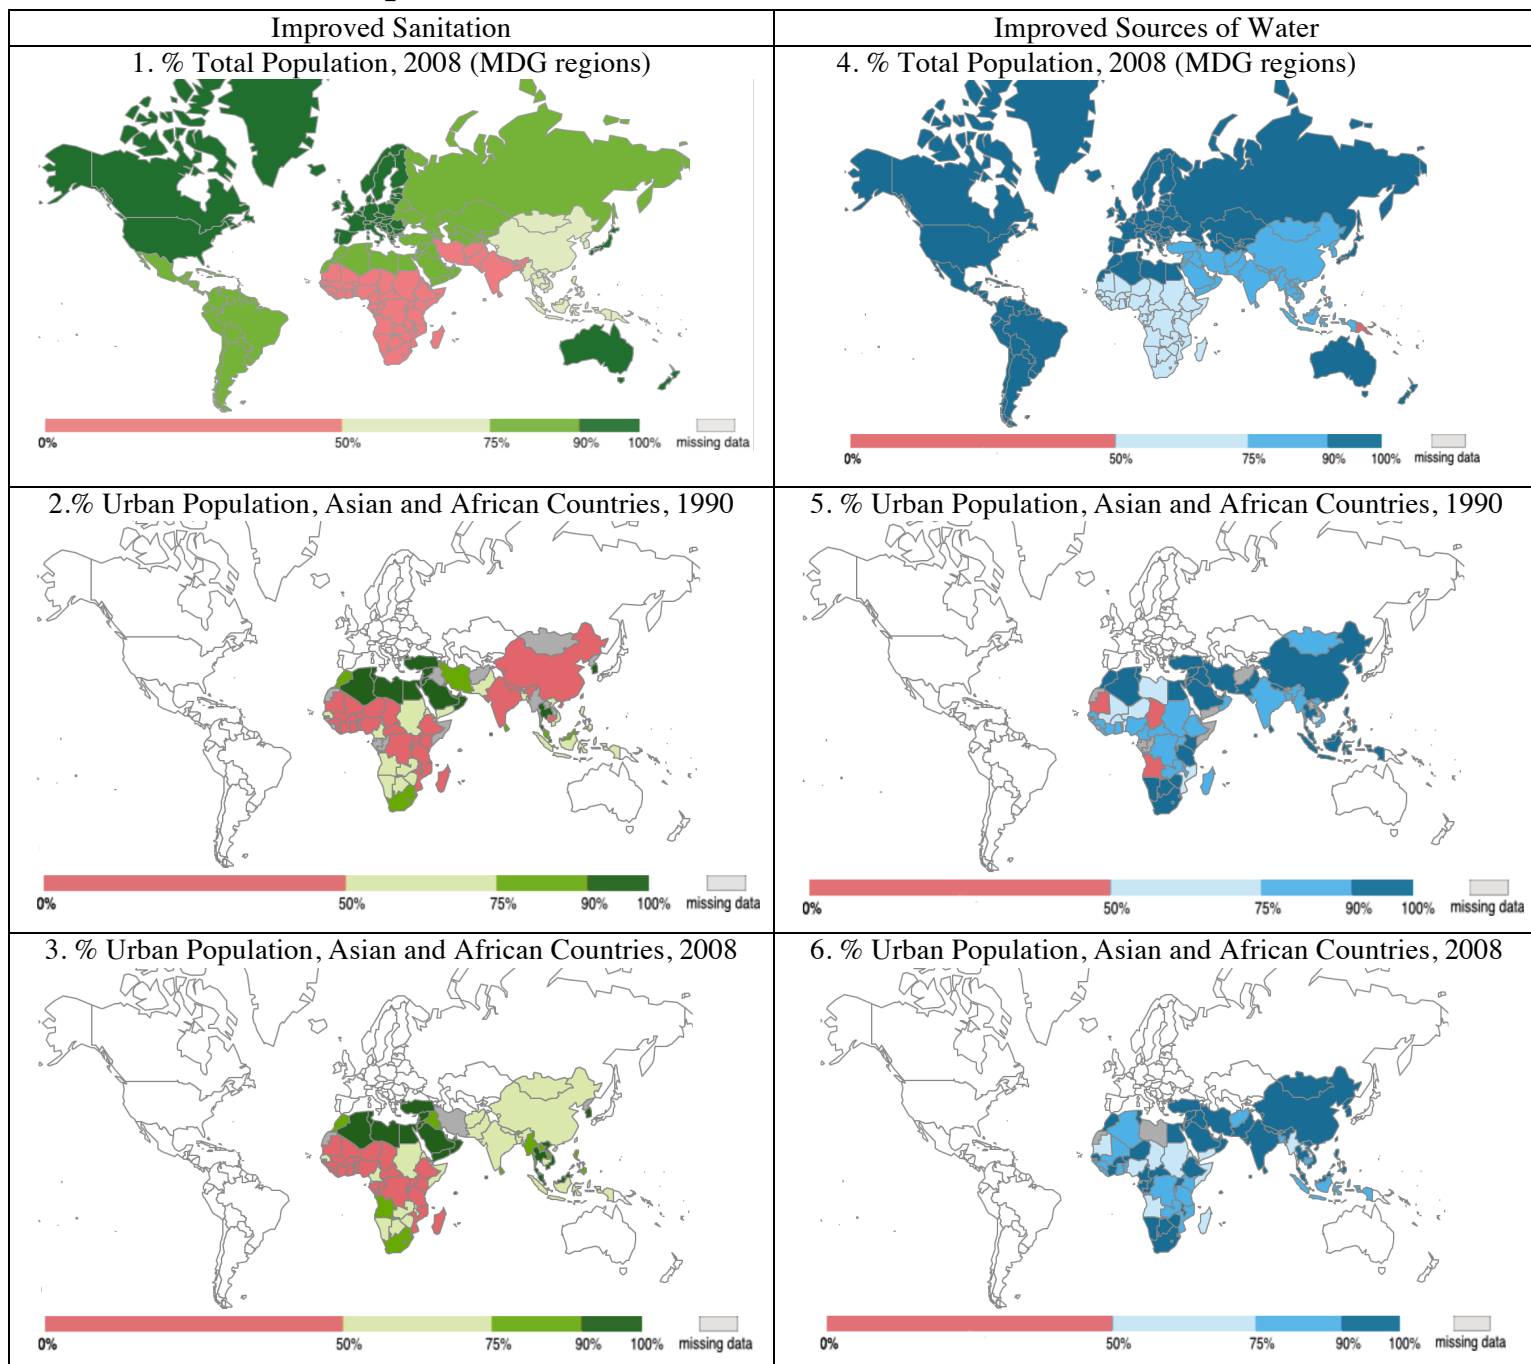 Improved Sanitation
Improved Sources of Water
1. % Total Population, 2008 (MDG regions)
4. % Total Population, 2008 (MDG regions)
0% 50% 75% 90% 100% missing data
0% 50% 75% 90% 100% missing data
2.% Urban Population, Asian and African Countries, 1990
5. % Urban Population, Asian and African Countries, 1990
0% 50% 75% 90% 100% missing data
0% 50% 75% 90% 100% missing data
3. % Urban Population, Asian and African Countries, 2008
6. % Urban Population, Asian and African Countries, 2008
0% 50% 75% 90% 100% missing data
0% 50% 75% 90% 100% missing data